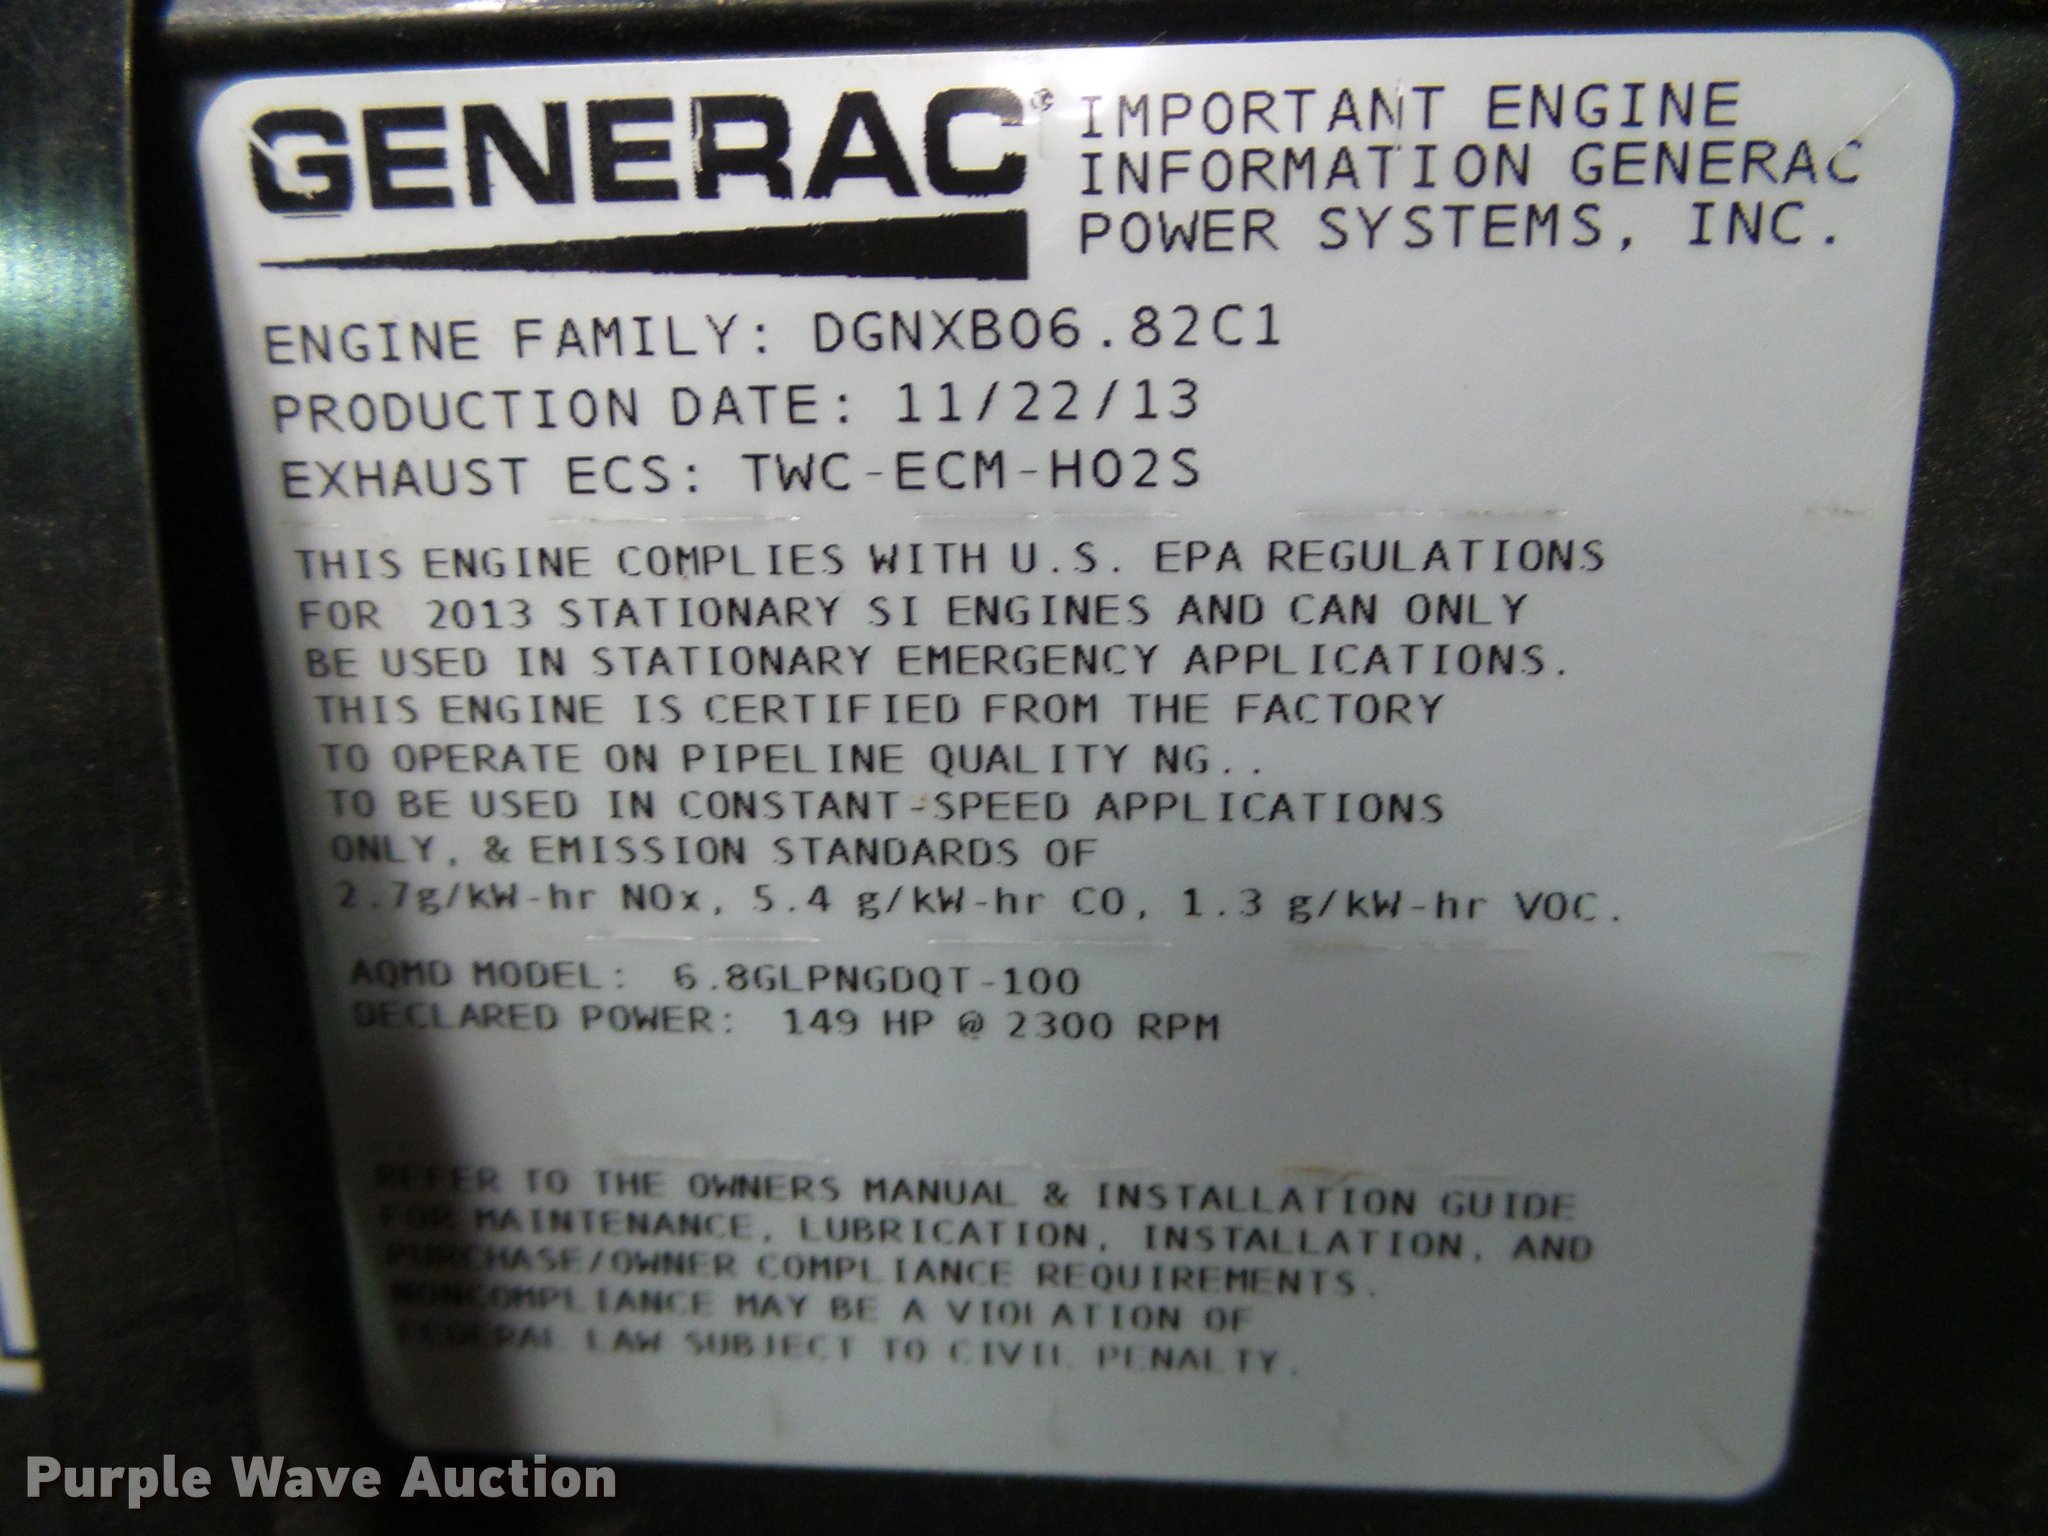 GENERAC®
IMPORTANT ENGINE
INFORMATION GENERAC
POWER SYSTEMS, INC.
ENGINE FAMILY: DGNXB06.82C1
PRODUCTION DATE: 11/22/13
EXHAUST ECS: TWC-ECM-HO2S
THIS ENGINE COMPLIES WITH U.S. EPA REGULATIONS
FOR 2013 STATIONARY SI ENGINES AND CAN ONLY
BE USED IN STATIONARY EMERGENCY APPLICATIONS.
THIS ENGINE IS CERTIFIED FROM THE FACTORY
TO OPERATE ON PIPELINE QUALITY NG..
TO BE USED IN CONSTANT-SPEED APPLICATIONS
ONLY, & EMISSION STANDARDS OF
2.7g/kW-hr NOx, 5.4 g/kW-hr CO, 1.3 g/kW-hr VOC.
AQMD MODEL: 6.8GLPNGDQT-100
DECLARED POWER: 149 HP @ 2300 RPM
REFER TO THE OWNERS MANUAL & INSTALLATION GUIDE
FOR MAINTENANCE, LUBRICATION, INSTALLATION, AND
PURCHASE/OWNER COMPLIANCE REQUIREMENTS.
NONCOMPLIANCE MAY BE A VIOLATION OF
FEDERAL LAW SUBJECT TO CIVIL PENALTY.
Purple Wave Auction